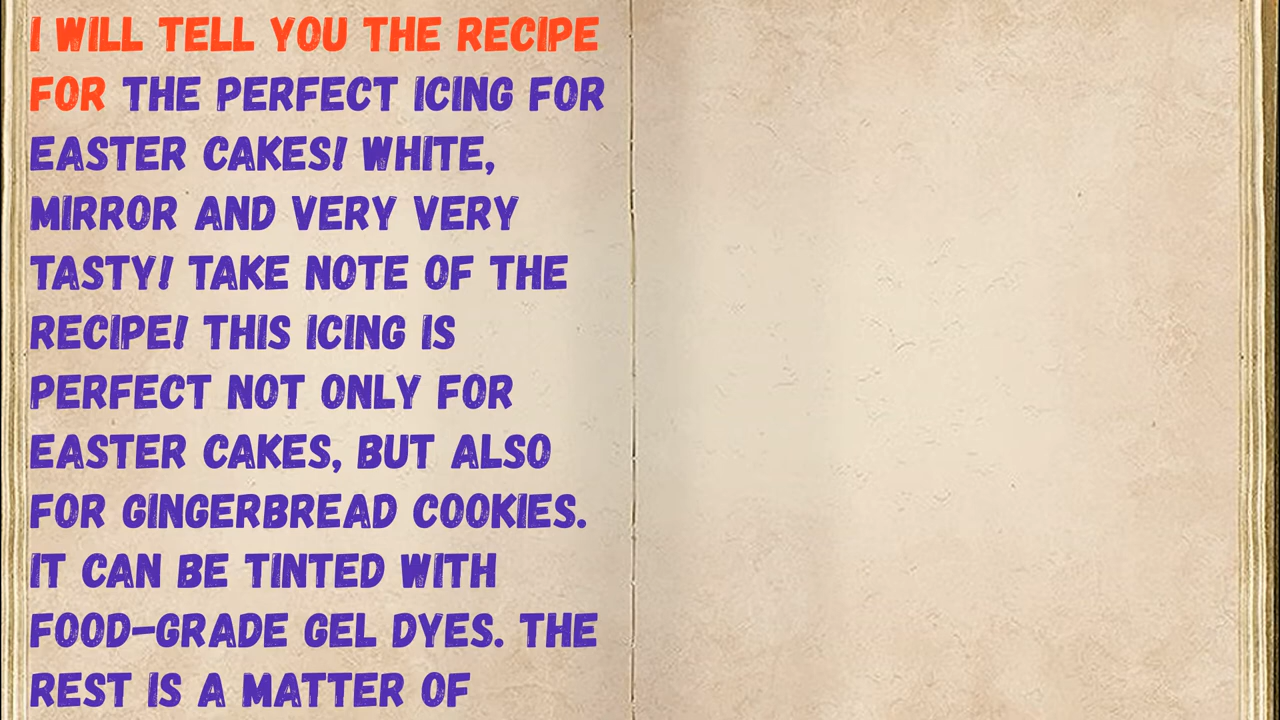 I WILL TELL YOU THE RECIPE
FOR THE PERFECT ICING FOR
EASTER CAKES! WHITE,
MIRROR AND VERY VERY
TASTY! TAKE NOTE OF THE
RECIPE! THIS ICING IS
PERFECT NOT ONLY FOR
EASTER CAKES, BUT ALSO
FOR GINGERBREAD COOKIES.
IT CAN BE TINTED WITH
FOOD-GRADE GEL DYES. THE
REST IS A MATTER OF